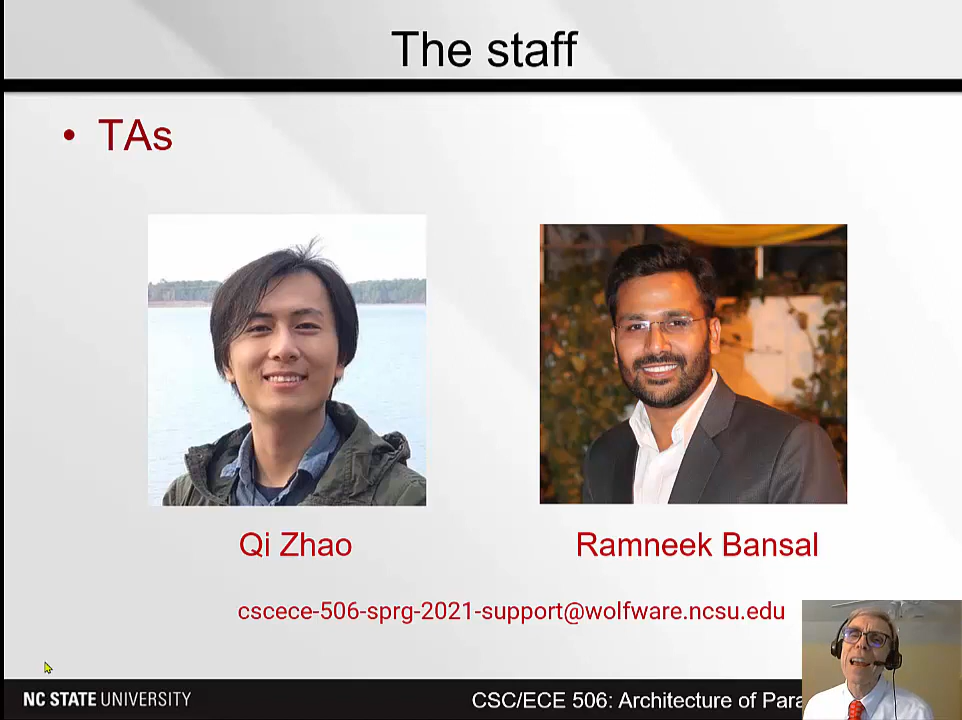 The staff
• TAs
Qi Zhao
Ramneek Bansal
cscece-506-sprg-2021-support@wolfware.ncsu.edu
NC STATE UNIVERSITY
CSC/ECE 506: Architecture of Para